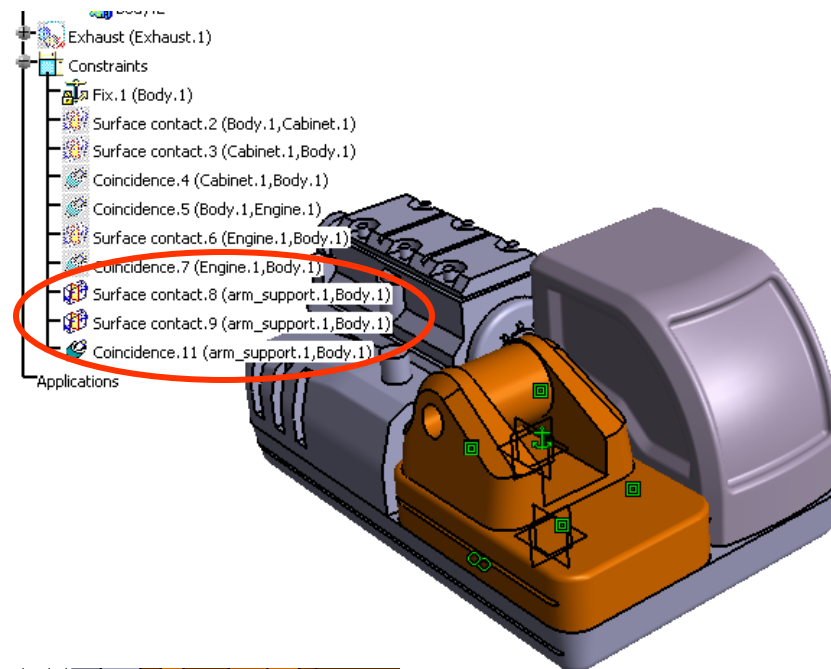 Exhaust (Exhaust.1)
Constraints
Fix.1 (Body.1)
Surface contact.2 (Body.1,Cabinet.1)
Surface contact.3 (Cabinet.1,Body.1)
Coincidence.4 (Cabinet.1,Body.1)
Coincidence.5 (Body.1,Engine.1)
Surface contact.6 (Engine.1,Body.1)
Coincidence.7 (Engine.1,Body.1)
Surface contact.8 (arm_support.1,Body.1)
Surface contact.9 (arm_support.1,Body.1)
Coincidence.11 (arm_support.1,Body.1)
Applications